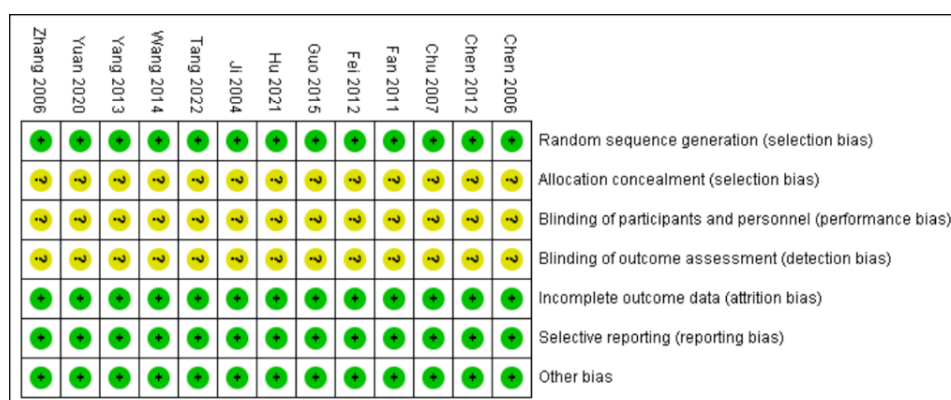 Zhang 2006
Yuan 2020
Yang 2013
Wang 2014
Tang 2022
Ji 2004
Hu 2021
Guo 2015
Fei 2012
Fan 2011
Chu 2007
Chen 2012
Chen 2006
+ + + + + + + + + + + + + Random sequence generation (selection bias)
? ? ? ? ? ? ? ? ? ? ? ? ? Allocation concealment (selection bias)
? ? ? ? ? ? ? ? ? ? ? ? ? Blinding of participants and personnel (performance bias)
? ? ? ? ? ? ? ? ? ? ? ? ? Blinding of outcome assessment (detection bias)
+ + + + + + + + + + + + + Incomplete outcome data (attrition bias)
+ + + + + + + + + + + + + Selective reporting (reporting bias)
+ + + + + + + + + + + + + Other bias